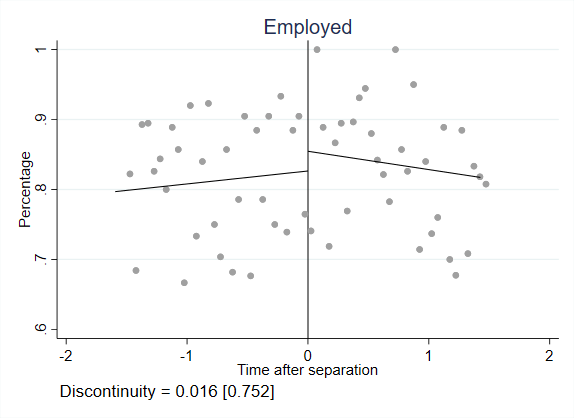 Employed
Percentage
1
.9
.8
.7
.6
-2 -1 0 1 2
Time after separation
Discontinuity = 0.016 [0.752]